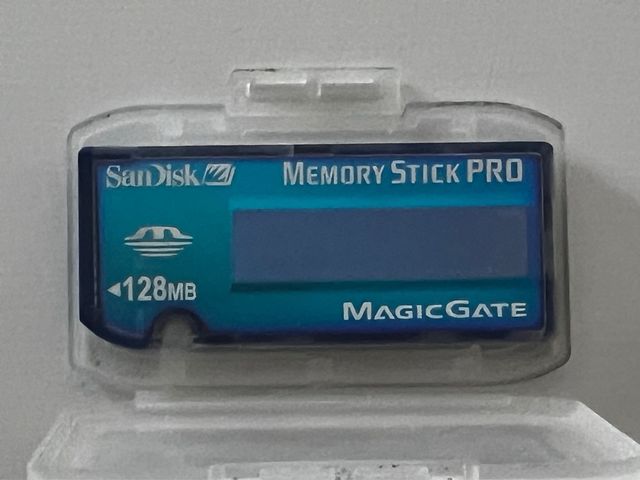 SanDisk MEMORY STICK PRO
◄128MB
MAGICGATE